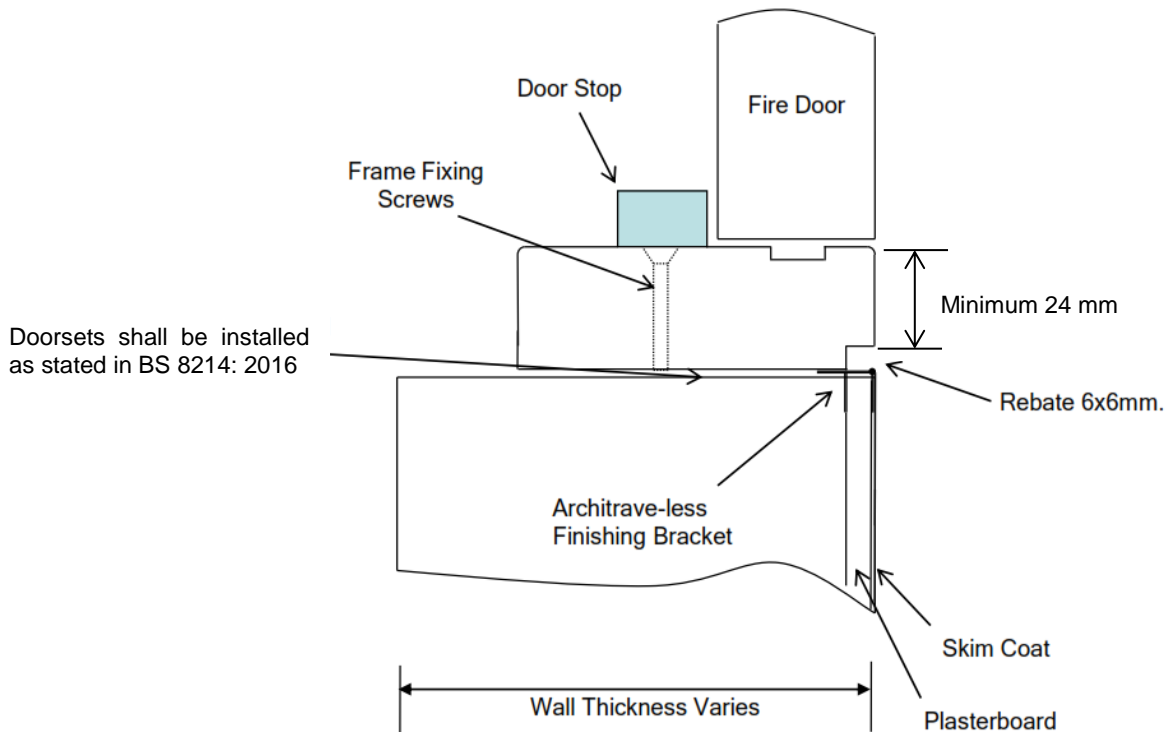 Door Stop
Fire Door
Frame Fixing
Screws
Minimum 24 mm
Doorsets shall be installed
as stated in BS 8214: 2016
Rebate 6x6mm.
Architrave-less
Finishing Bracket
Skim Coat
Wall Thickness Varies
Plasterboard